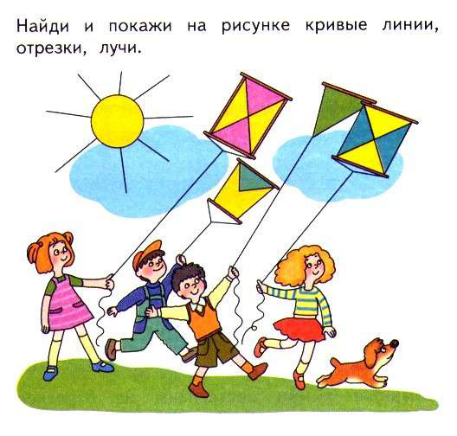 Найди и покажи на рисунке кривые линии,
отрезки, лучи.